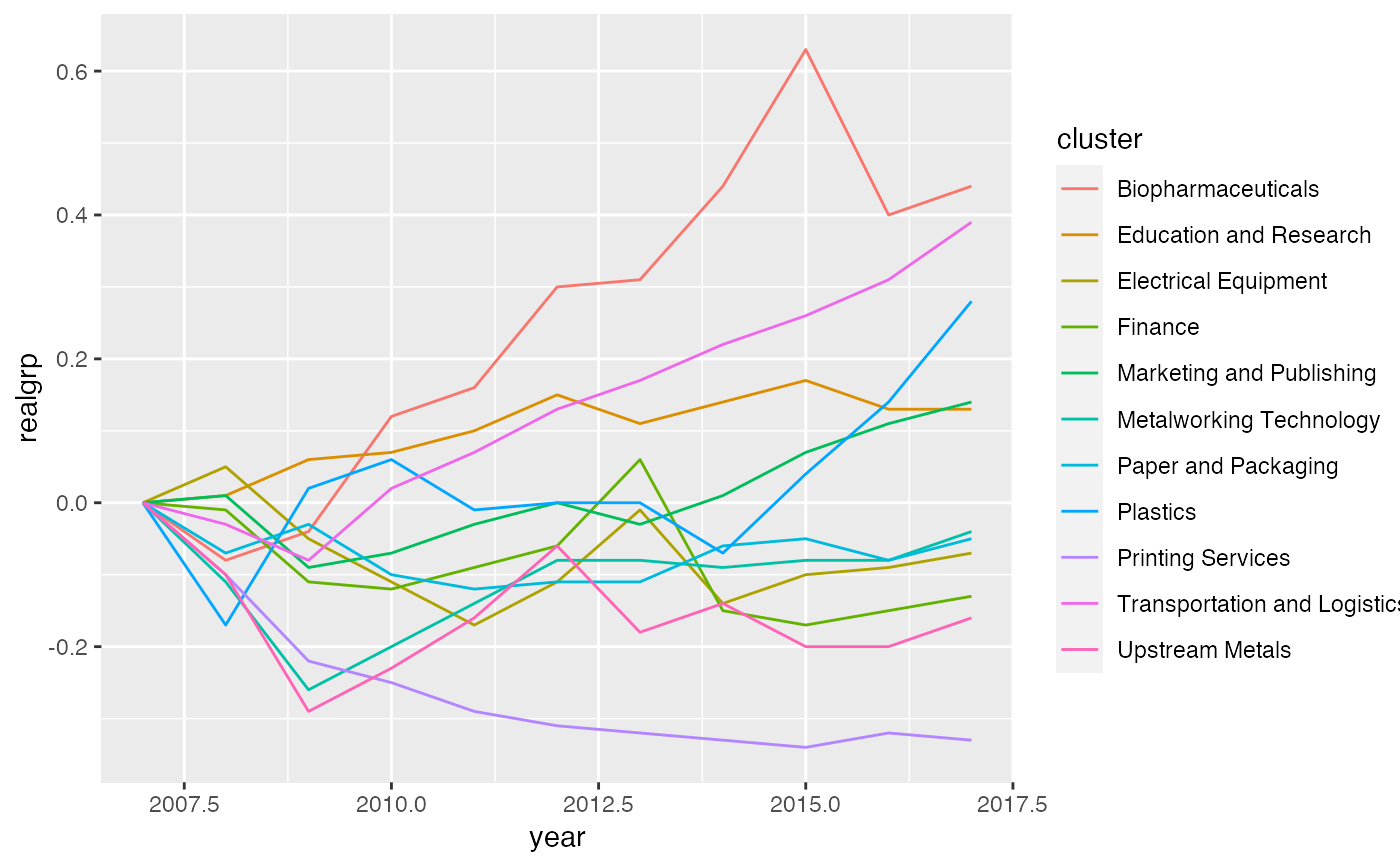 realgrp
0.6
0.4
0.2
0.0
-0.2
2007.5
2010.0
2012.5
2015.0
2017.5
year
cluster
Biopharmaceuticals
Education and Research
Electrical Equipment
Finance
Marketing and Publishing
Metalworking Technology
Paper and Packaging
Plastics
Printing Services
Transportation and Logistics
Upstream Metals